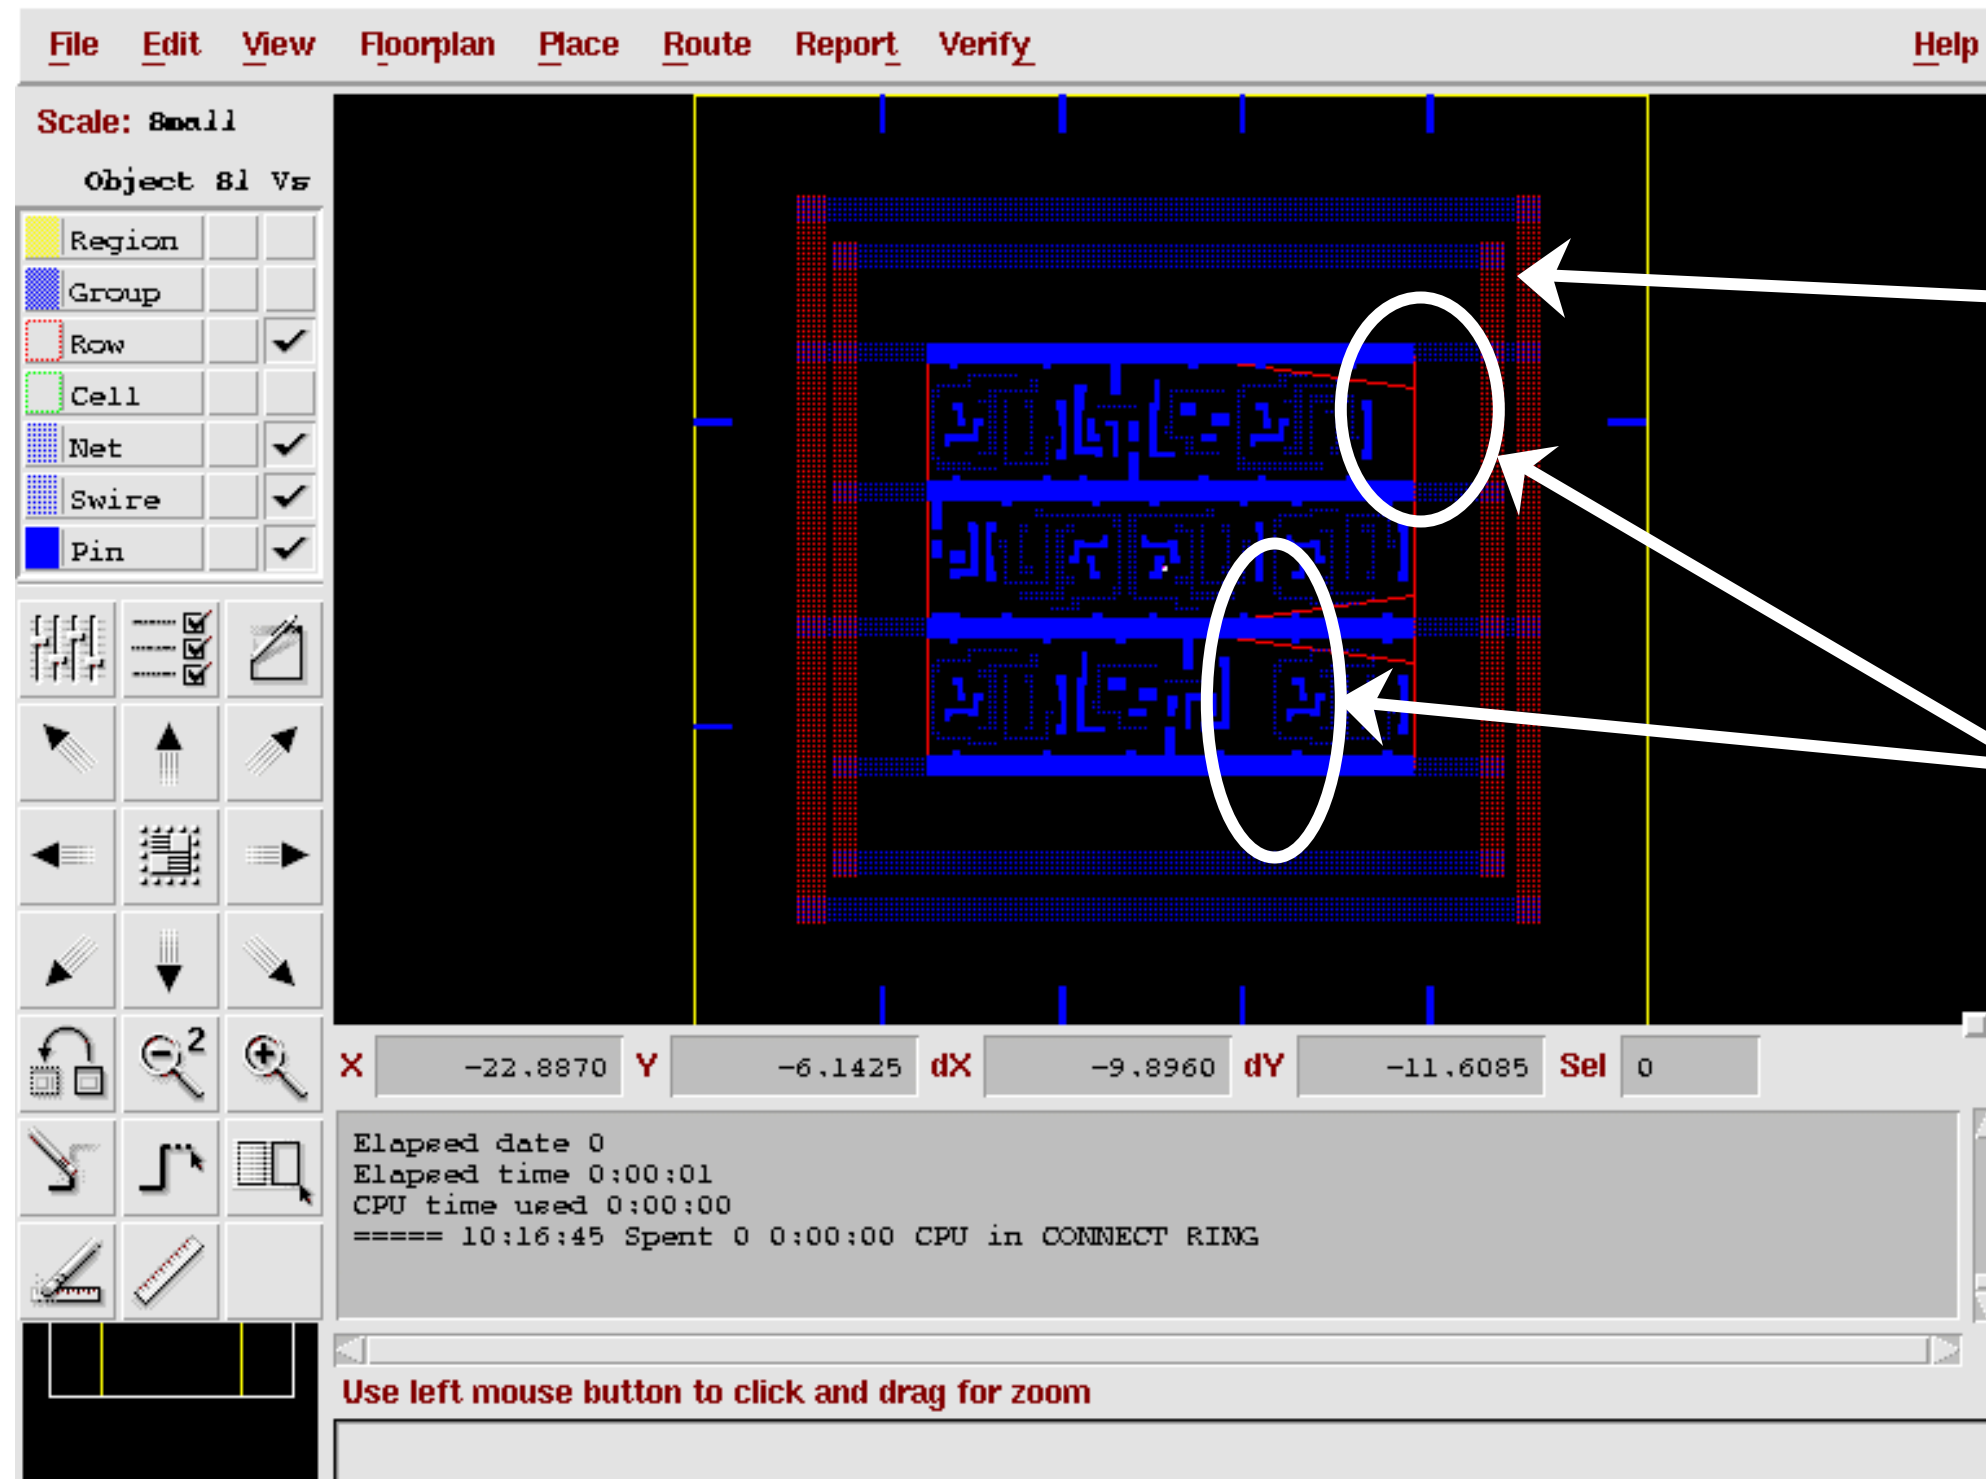 File Edit View Floorplan Place Route Report Verify Help
Scale: Small
Object Sl Vs
Region
Group
Row
Cell
Net
Swire
Pin
2
X -22.8870 Y -6.1425 dX -9.8960 dY -11.6085 Sel 0
Elapsed date 0
Elapsed time 0:00:01
CPU time used 0:00:00
===== 10:16:45 Spent 0 0:00:00 CPU in CONNECT RING
Use left mouse button to click and drag for zoom